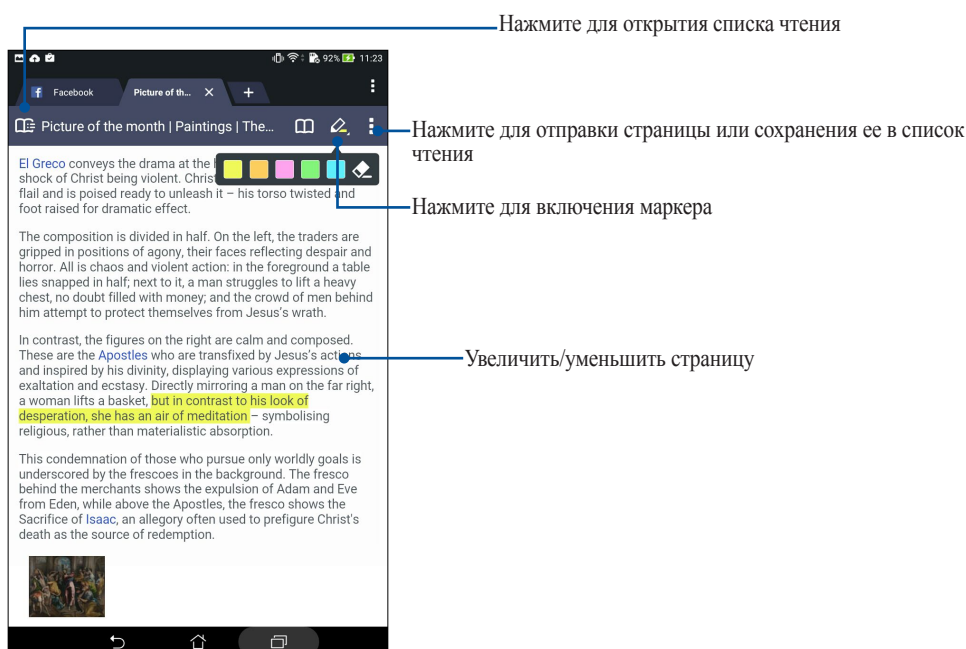 Нажмите для открытия списка чтения
92% 11:23
Facebook Picture of th...
Picture of the month | Paintings | The...
Нажмите для отправки страницы или сохранения ее в список
чтения
El Greco conveys the drama at the
shock of Christ being violent. Christ
flail and is poised ready to unleash it – his torso twisted and
foot raised for dramatic effect.
Нажмите для включения маркера
The composition is divided in half. On the left, the traders are
gripped in positions of agony, their faces reflecting despair and
horror. All is chaos and violent action: in the foreground a table
lies snapped in half; next to it, a man struggles to lift a heavy
chest, no doubt filled with money; and the crowd of men behind
him attempt to protect themselves from Jesus's wrath.
In contrast, the figures on the right are calm and composed.
These are the Apostles who are transfixed by Jesus's actions
and inspired by his divinity, displaying various expressions of
exaltation and ecstasy. Directly mirroring a man on the far right,
a woman lifts a basket, but in contrast to his look of
desperation, she has an air of meditation – symbolising
religious, rather than materialistic absorption.
Увеличить/уменьшить страницу
This condemnation of those who pursue only worldly goals is
underscored by the frescoes in the background. The fresco
behind the merchants shows the expulsion of Adam and Eve
from Eden, while above the Apostles, the fresco shows the
Sacrifice of Isaac, an allegory often used to prefigure Christ's
death as the source of redemption.